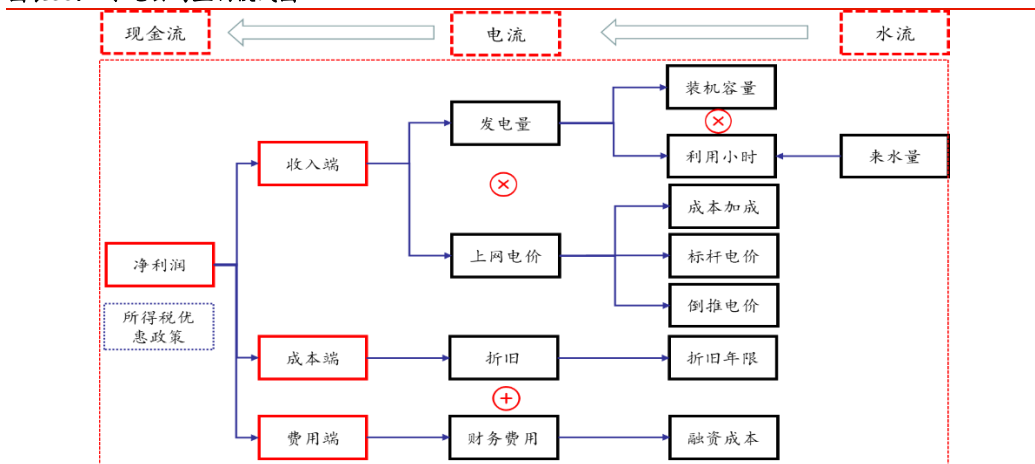 现金流
电流
水流
装机容量
发电量
利用小时
来水量
收入端
成本加成
上网电价
标杆电价
净利润
倒推电价
所得税优
惠政策
成本端
折旧
折旧年限
费用端
财务费用
融资成本